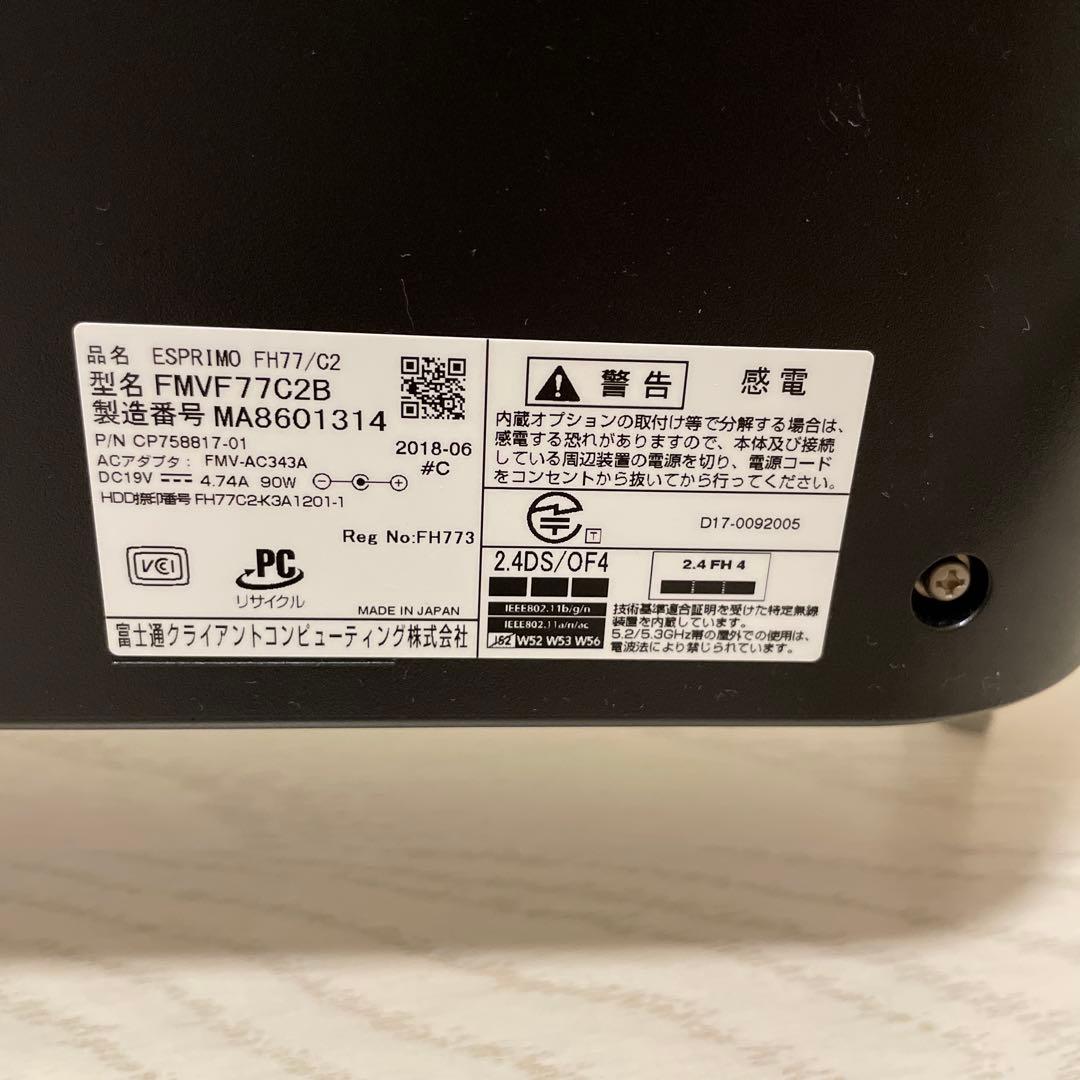 品名 ESPRIMO FH77/C2
型名 FMVF77C2B
製造番号 MA8601314
P/N CP758817-01
2018-06
ACアダプタ: FMV-AC343A
#C
DC19V 4.74A 90W
HDD捺印番号 FH77C2-K3A1201-1
Reg No:FH773
VCI
PC
リサイクル
MADE IN JAPAN
富士通クライアントコンピューティング株式会社
警告 感電
内蔵オプションの取付け等で分解する場合は、
感電する恐れがありますので、本体及び接続
している周辺装置の電源を切り、電源コード
をコンセントから抜いてから行ってください。
T
D17-0092005
2.4DS/OF4
2.4 FH 4
IEEE802.11b/g/n
IEEE802.11a/n/ac
J52 W52 W53 W56
技術基準適合証明を受けた特定無線
装置を内蔵しています。
5.2/5.3GHz帯の屋外での使用は、
電波法により禁じられています。